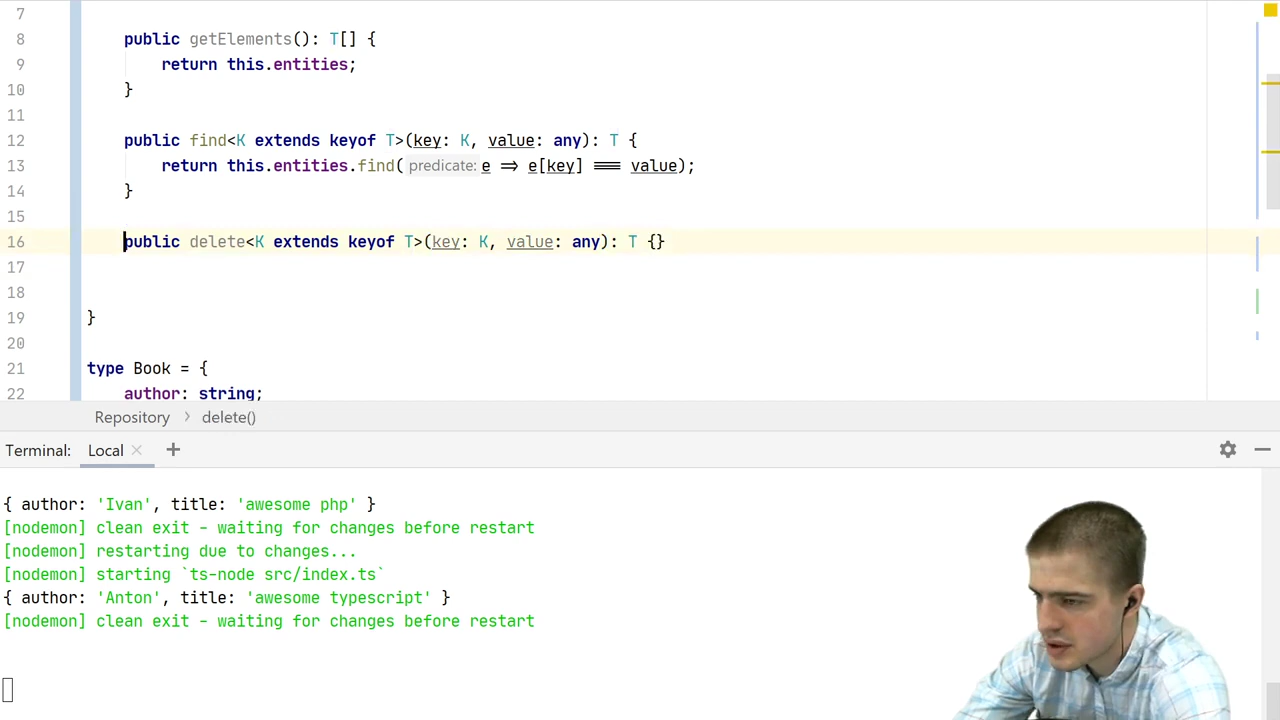 7
8 public getElements(): T[] {
9 return this.entities;
10 }
11
12 public find<K extends keyof T>(key: K, value: any): T {
13 return this.entities.find( predicate: e => e[key] === value);
14 }
15
16 public delete<K extends keyof T>(key: K, value: any): T {}
17
18
19 }
20
21 type Book = {
22 author: string;
Repository > delete()
Terminal: Local × +
{ author: 'Ivan', title: 'awesome php' }
[nodemon] clean exit - waiting for changes before restart
[nodemon] restarting due to changes...
[nodemon] starting `ts-node src/index.ts`
{ author: 'Anton', title: 'awesome typescript' }
[nodemon] clean exit - waiting for changes before restart